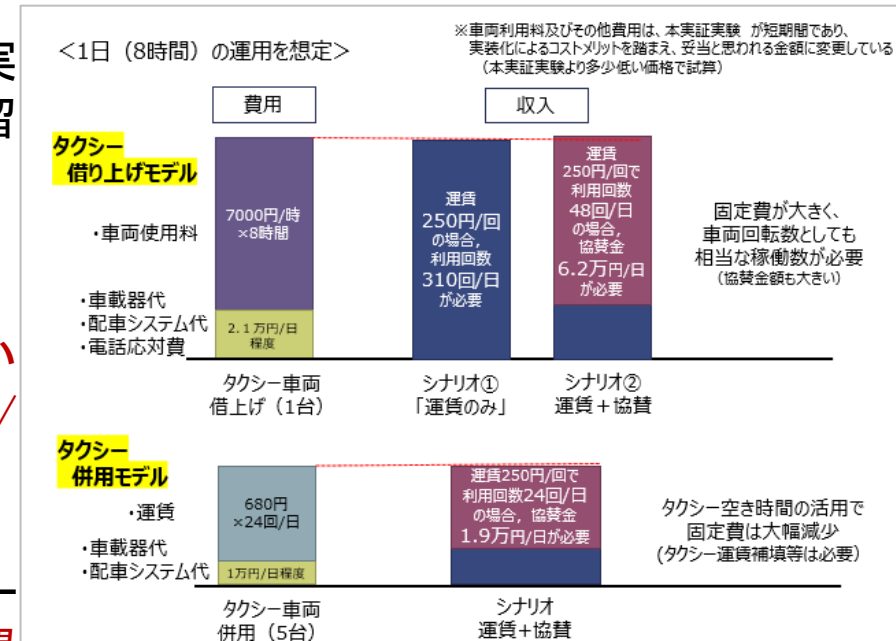 実
留
い
/
ー
＜1日（8時間）の運用を想定＞
※車両利用料及びその他費用は、本実証実験 が短期間であり、
実装化によるコストメリットを踏まえ、妥当と思われる金額に変更している
（本実証実験より多少低い価格で試算）
費用
収入
タクシー
借り上げモデル
・車両使用料
・車載器代
・配車システム代
・電話応対費
7000円/時
×8時間
2.1万円/日
程度
運賃
250円/回
の場合,
利用回数
310回/日
が必要
運賃
250円/回で
利用回数
48回/日
の場合,
協賛金
6.2万円/日
が必要
固定費が大きく、
車両回転数としても
相当な稼働数が必要
（協賛金額も大きい）
タクシー車両
借上げ（1台）
シナリオ①
「運賃のみ」
シナリオ②
運賃＋協賛
タクシー
併用モデル
・運賃
・車載器代
・配車システム代
680円
×24回/日
1万円/日程度
運賃250円/回で
利用回数24回/日
の場合，協賛金
1.9万円/日が必要
タクシー空き時間の活用で
固定費は大幅減少
(タクシー運賃補填等は必要)
タクシー車両
併用（5台）
シナリオ
運賃＋協賛